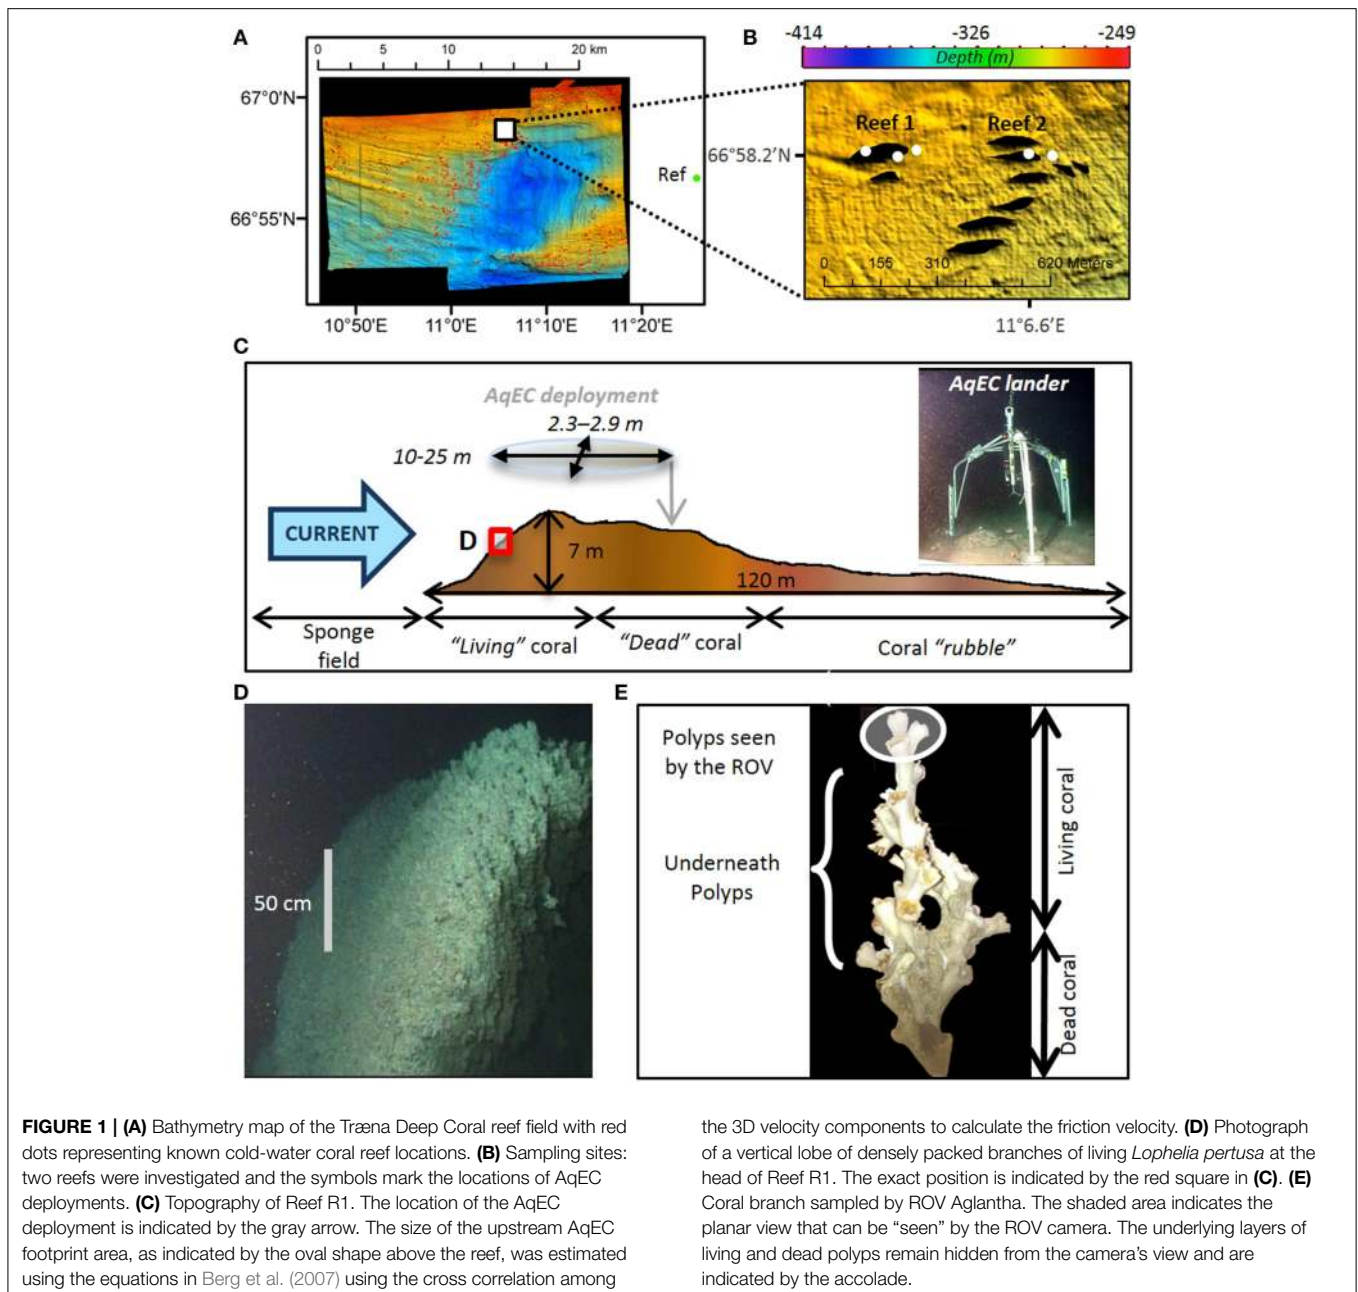 A
0 5 10 20 km
67°0'N
66°55'N
10°50'E 11°0'E 11°10'E 11°20'E
Ref
B
-414 -326 -249
Depth (m)
Reef 1 Reef 2
66°58.2'N
0 155 310 620 Meters
11°6.6'E
C
AqEC deployment
2.3–2.9 m
10-25 m
AqEC lander
CURRENT
D
7 m
120 m
Sponge
field
"Living" coral
"Dead" coral
Coral "rubble"
D
50 cm
E
Polyps seen
by the ROV
Underneath
Polyps
Living coral
Dead coral
FIGURE 1 | (A) Bathymetry map of the Træna Deep Coral reef field with red
dots representing known cold-water coral reef locations. (B) Sampling sites:
two reefs were investigated and the symbols mark the locations of AqEC
deployments. (C) Topography of Reef R1. The location of the AqEC
deployment is indicated by the gray arrow. The size of the upstream AqEC
footprint area, as indicated by the oval shape above the reef, was estimated
using the equations in Berg et al. (2007) using the cross correlation among
the 3D velocity components to calculate the friction velocity. (D) Photograph
of a vertical lobe of densely packed branches of living Lophelia pertusa at the
head of Reef R1. The exact position is indicated by the red square in (C). (E)
Coral branch sampled by ROV Aglantha. The shaded area indicates the
planar view that can be "seen" by the ROV camera. The underlying layers of
living and dead polyps remain hidden from the camera's view and are
indicated by the accolade.